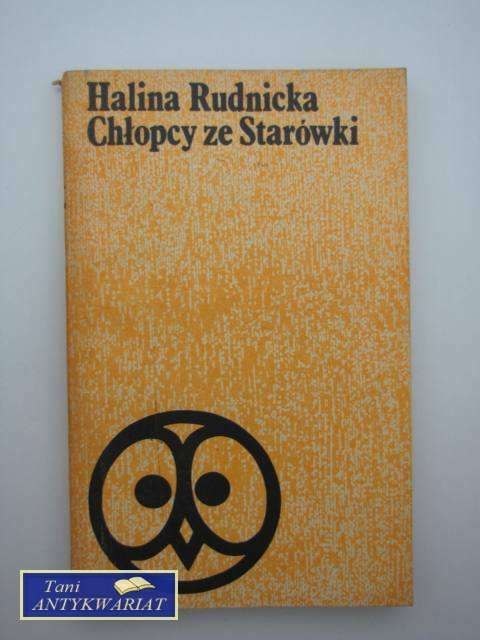 Halina Rudnicka
Chłopcy ze Starówki
Tani
ANTYKWARIAT